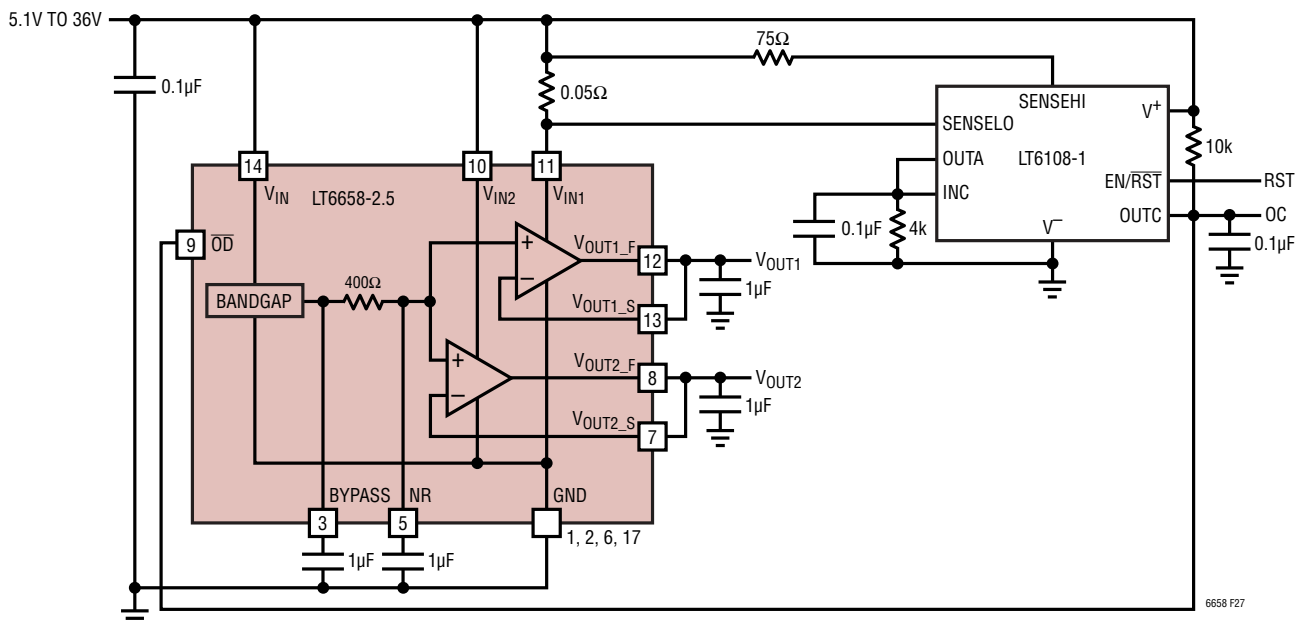 5.1V TO 36V
0.1µF
75Ω
0.05Ω
SENSEHI
SENSELO
V+
LT6108-1
OUTA
INC
EN/RST
OUTC
V–
10k
RST
OC
0.1µF
0.1µF
4k
14
10
11
VIN
LT6658-2.5
VIN2
VIN1
9
OD
BANDGAP
400Ω
+
–
VOUT1_F
12
VOUT1
1µF
VOUT1_S
13
+
–
VOUT2_F
8
VOUT2
1µF
VOUT2_S
7
BYPASS
NR
GND
3
5
1, 2, 6, 17
1µF
1µF
6658 F27